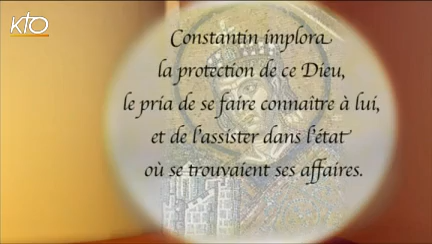 KTO
Constantin implora
la protection de ce Dieu,
le pria de se faire connaître à lui,
et de l'assister dans l'état
où se trouvaient ses affaires.